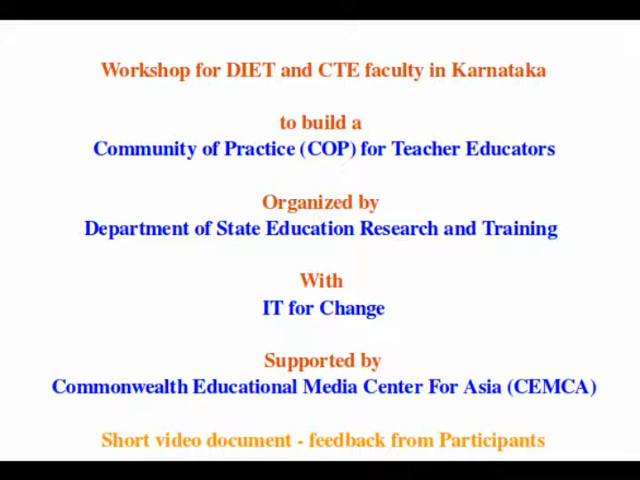 Workshop for DIET and CTE faculty in Karnataka
to build a
Community of Practice (COP) for Teacher Educators
Organized by
Department of State Education Research and Training
With
IT for Change
Supported by
Commonwealth Educational Media Center For Asia (CEMCA)
Short video document - feedback from Participants